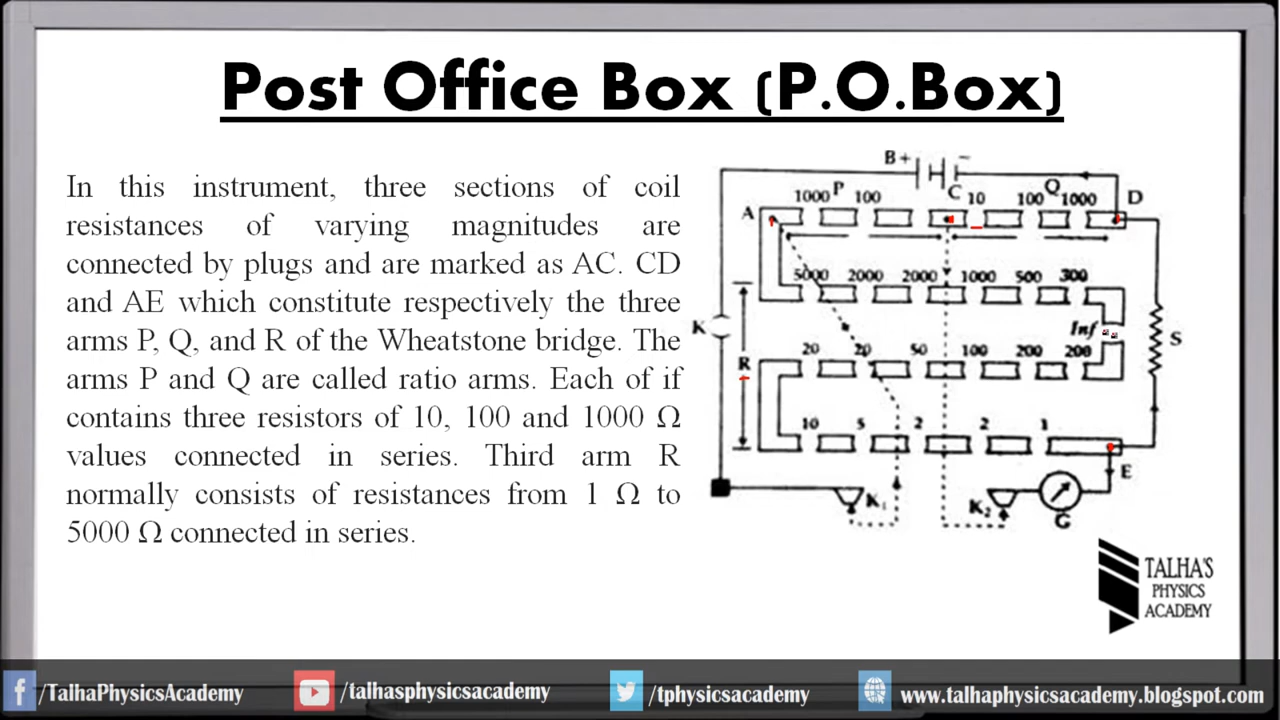 Post Office Box (P.O.Box)
In this instrument, three sections of coil
resistances of varying magnitudes are
connected by plugs and are marked as AC. CD
and AE which constitute respectively the three
arms P, Q, and R of the Wheatstone bridge. The
arms P and Q are called ratio arms. Each of if
contains three resistors of 10, 100 and 1000 Ω
values connected in series. Third arm R
normally consists of resistances from 1 Ω to
5000 Ω connected in series.
B + −
1000 P 100 C 10 100 Q 1000 D
A
5000 2000 2000 1000 500 300
K Inf " " S
20 20 50 100 200 200
R
10 5 2 2 1
E
K1 K2
G
TALHA'S
PHYSICS
ACADEMY
/TalhaPhysicsAcademy /talhasphysicsacademy /tphysicsacademy www.talhaphysicsacademy.blogspot.com